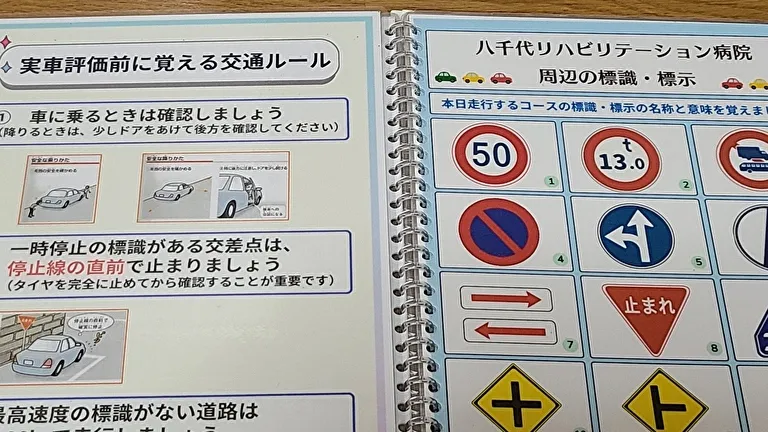 実車評価前に覚える交通ルール
① 車に乗るときは確認しましょう
(降りるときは、少しドアをあけて後方を確認してください)
安全な乗りかた
安全な降りかた
一時停止の標識がある交差点は、
停止線の直前で止まりましょう
(タイヤを完全に止めてから確認することが重要です)
最高速度の標識がない道路は
八千代リハビリテーション病院
周辺の標識・標示
本日走行するコースの標識・標示の名称と意味を覚えま
50
①
t
13.0
②
④
⑤
⑦
止まれ
⑧